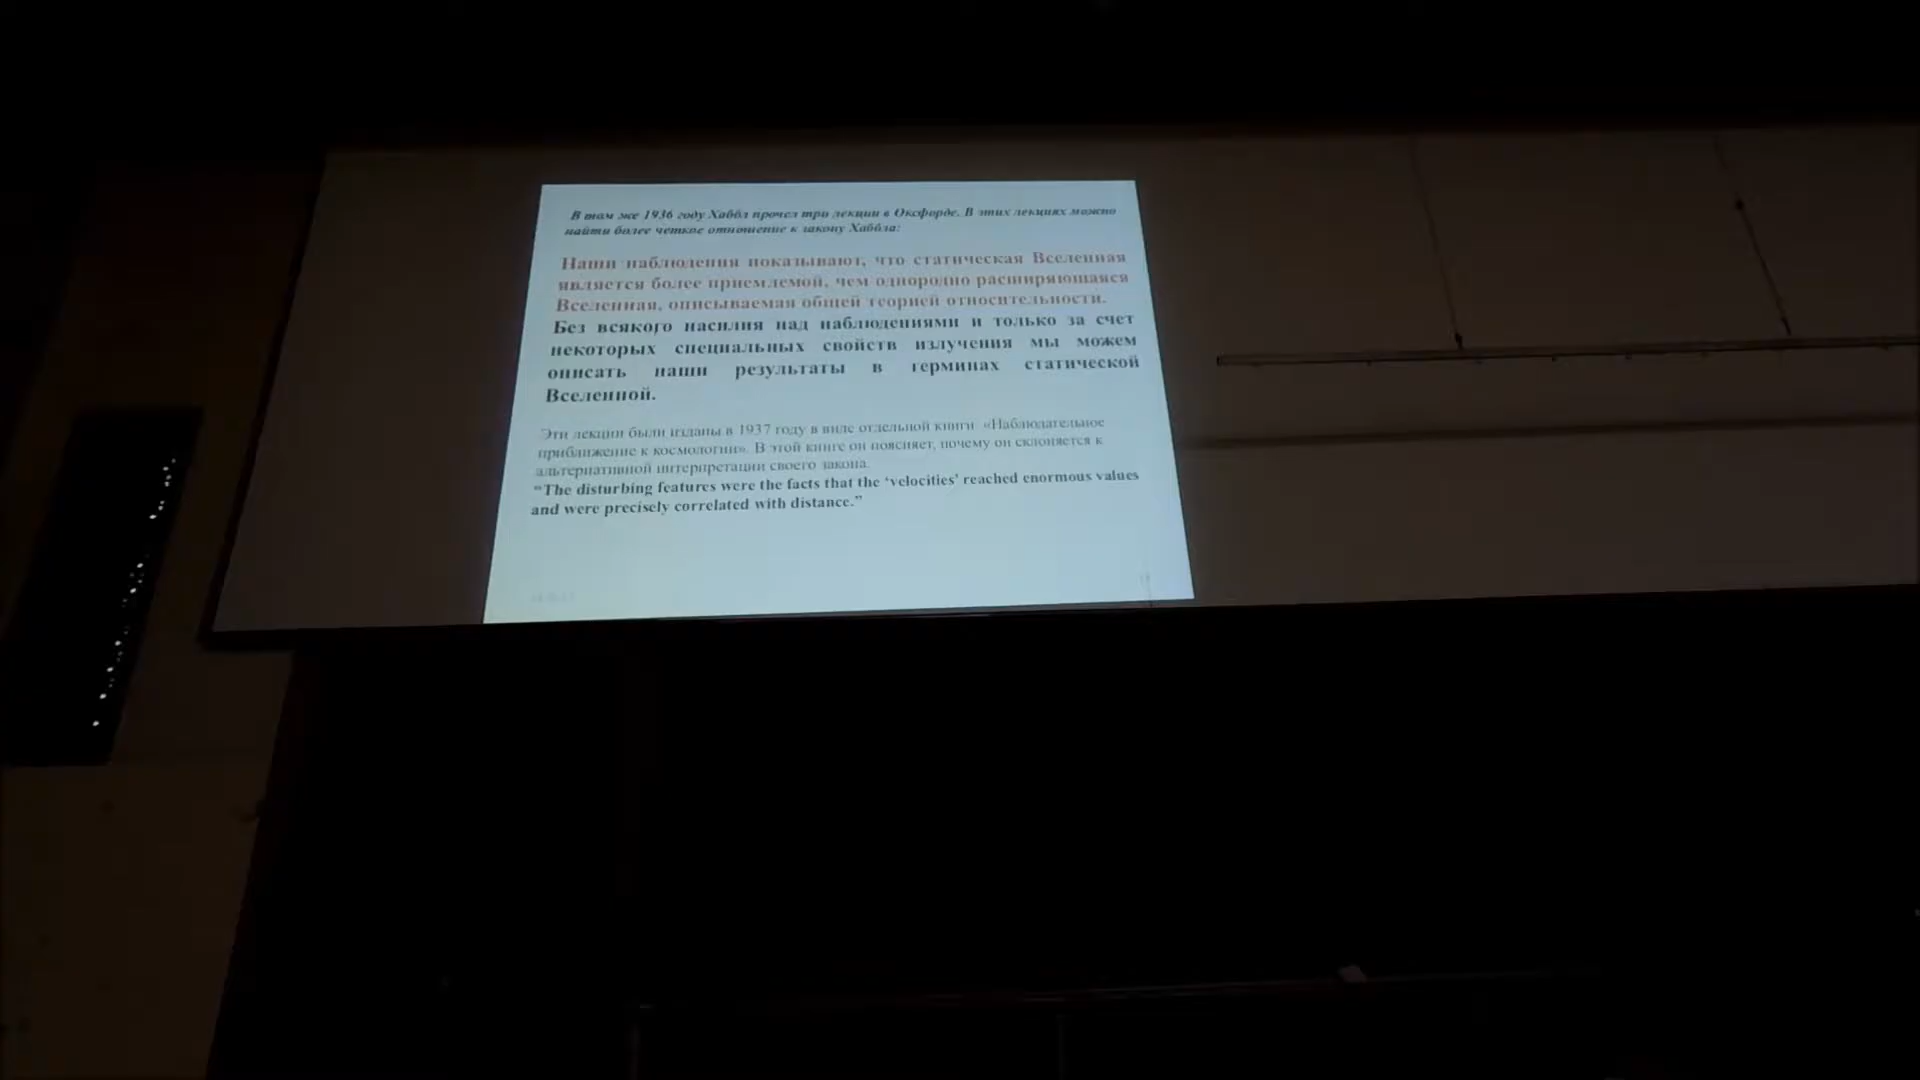 В том же 1936 году Хаббл прочел три лекции в Оксфорде. В этих лекциях можно
найти более четкое отношение к закону Хаббла:
Наши наблюдения показывают, что статическая Вселенная
является более приемлемой, чем однородно расширяющаяся
Вселенная, описываемая общей теорией относительности.
Без всякого насилия над наблюдениями и только за счет
некоторых специальных свойств излучения мы можем
описать наши результаты в терминах статической
Вселенной.
Эти лекции были изданы в 1937 году в виде отдельной книги «Наблюдательное
приближение к космологии». В этой книге он поясняет, почему он склоняется к
альтернативной интерпретации своего закона.
“The disturbing features were the facts that the ‘velocities’ reached enormous values
and were precisely correlated with distance.”